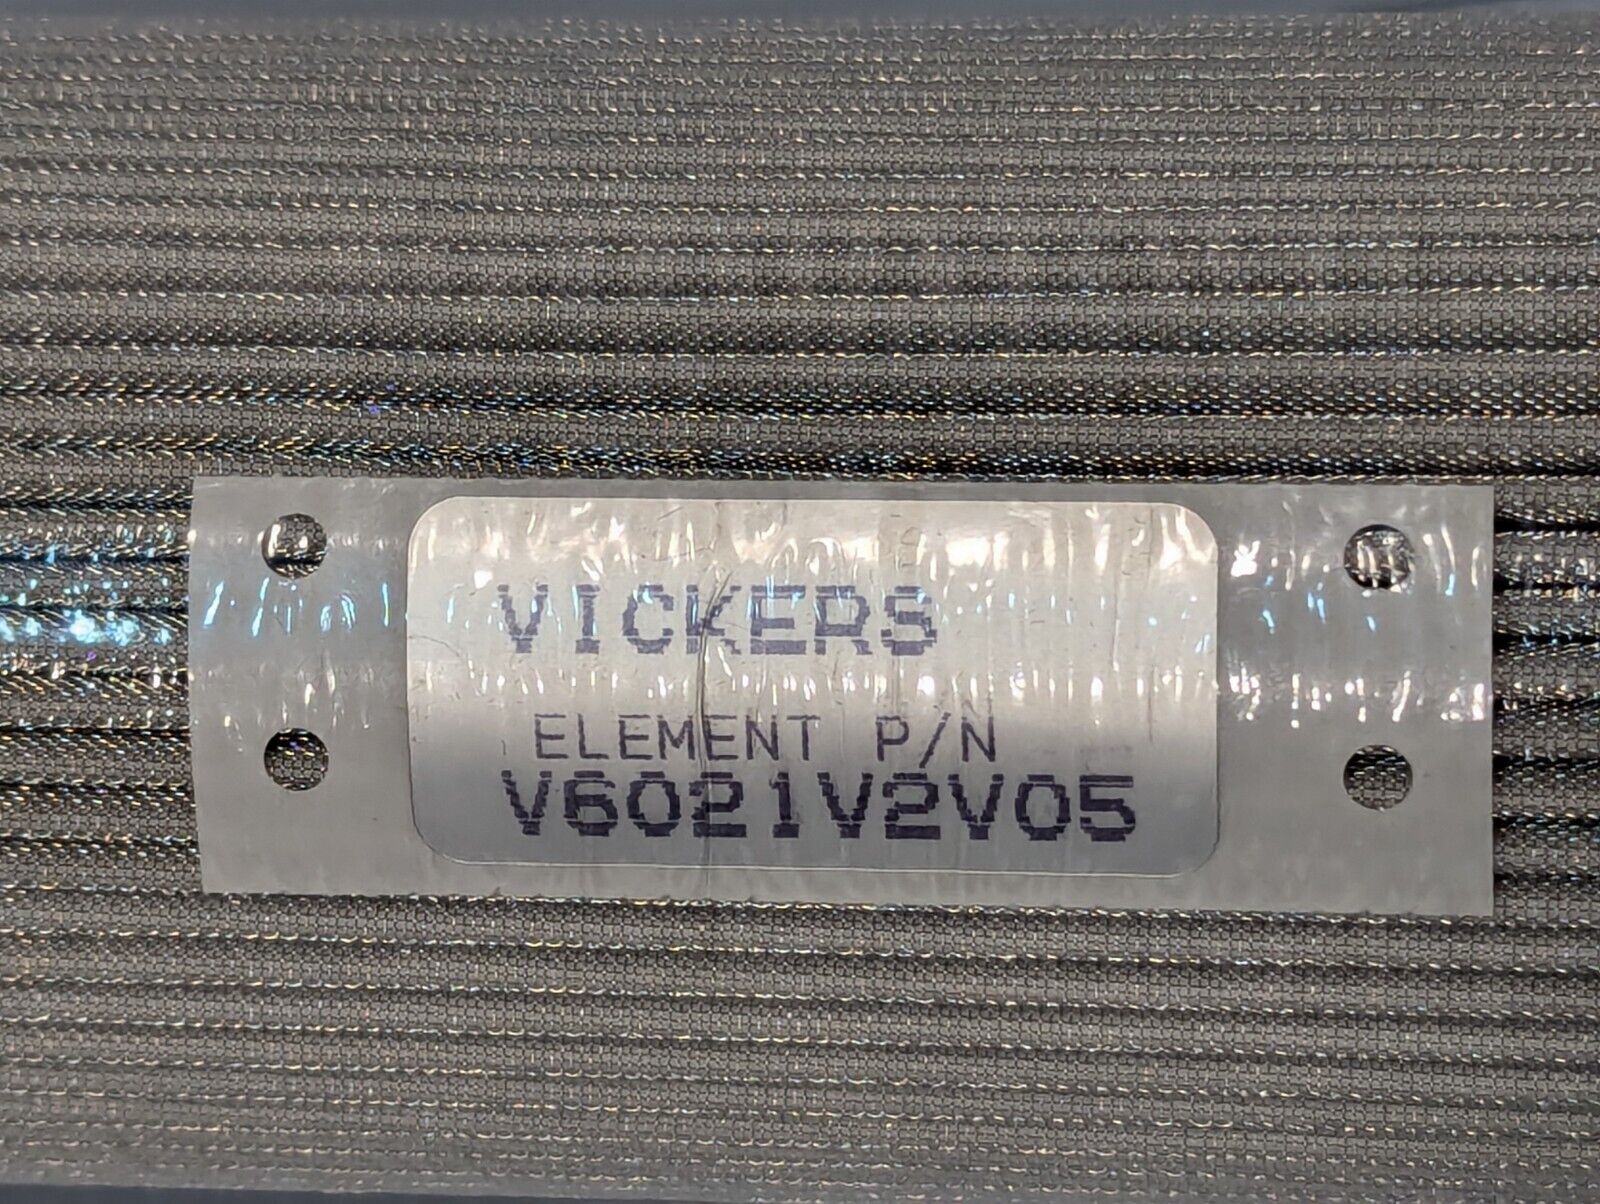 VICKERS
ELEMENT P/N
V6021V2V05